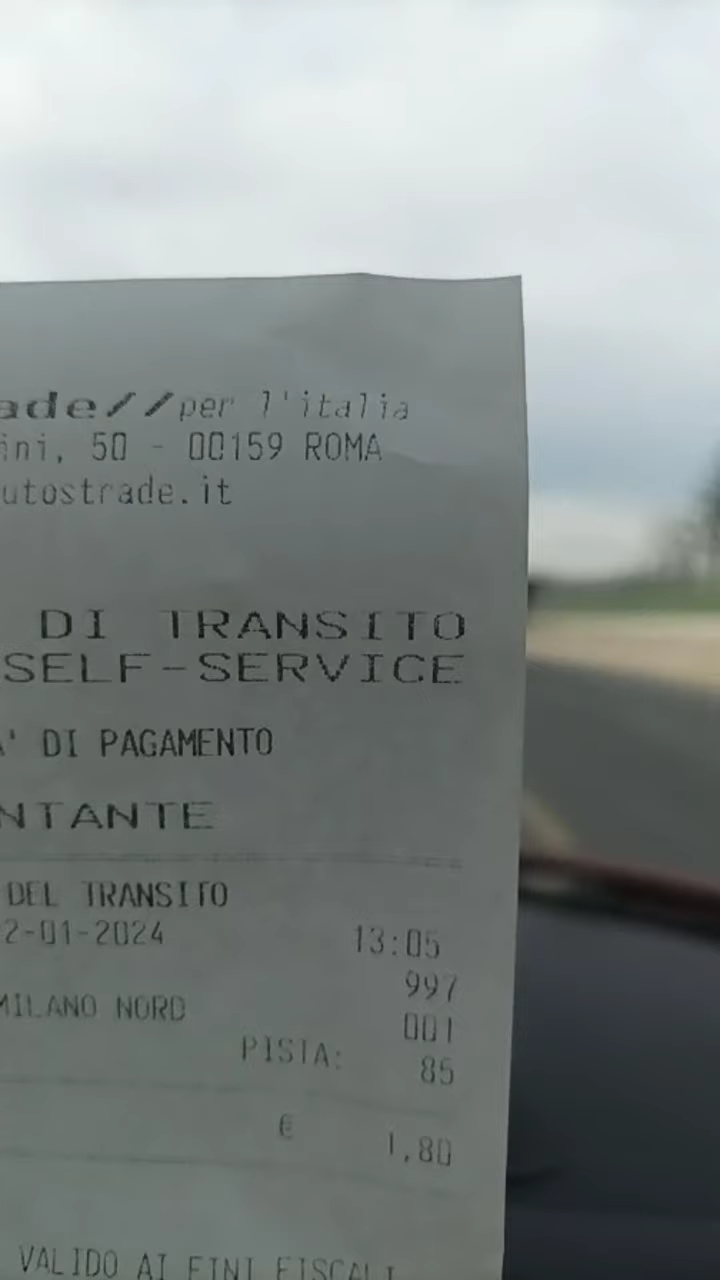 ade//per l'italia
ini, 50 - 00159 ROMA
utostrade.it
DI TRANSITO
SELF-SERVICE
A' DI PAGAMENTO
NTANTE
DEL TRANSITO
2-01-2024 13:05
997
MILANO NORD
001
PISTA: 85
€ 1,80
VALIDO AI FINI FISCALI